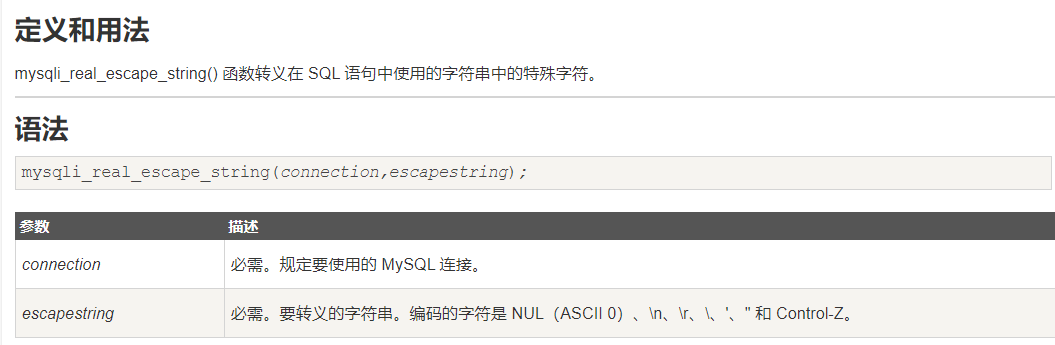 定义和用法
mysqli_real_escape_string() 函数转义在 SQL 语句中使用的字符串中的特殊字符。
语法
mysqli_real_escape_string(connection,escapestring);
参数 描述
connection 必需。规定要使用的 MySQL 连接。
escapestring 必需。要转义的字符串。编码的字符是 NUL（ASCII 0）、\n、\r、\、'、" 和 Control-Z。